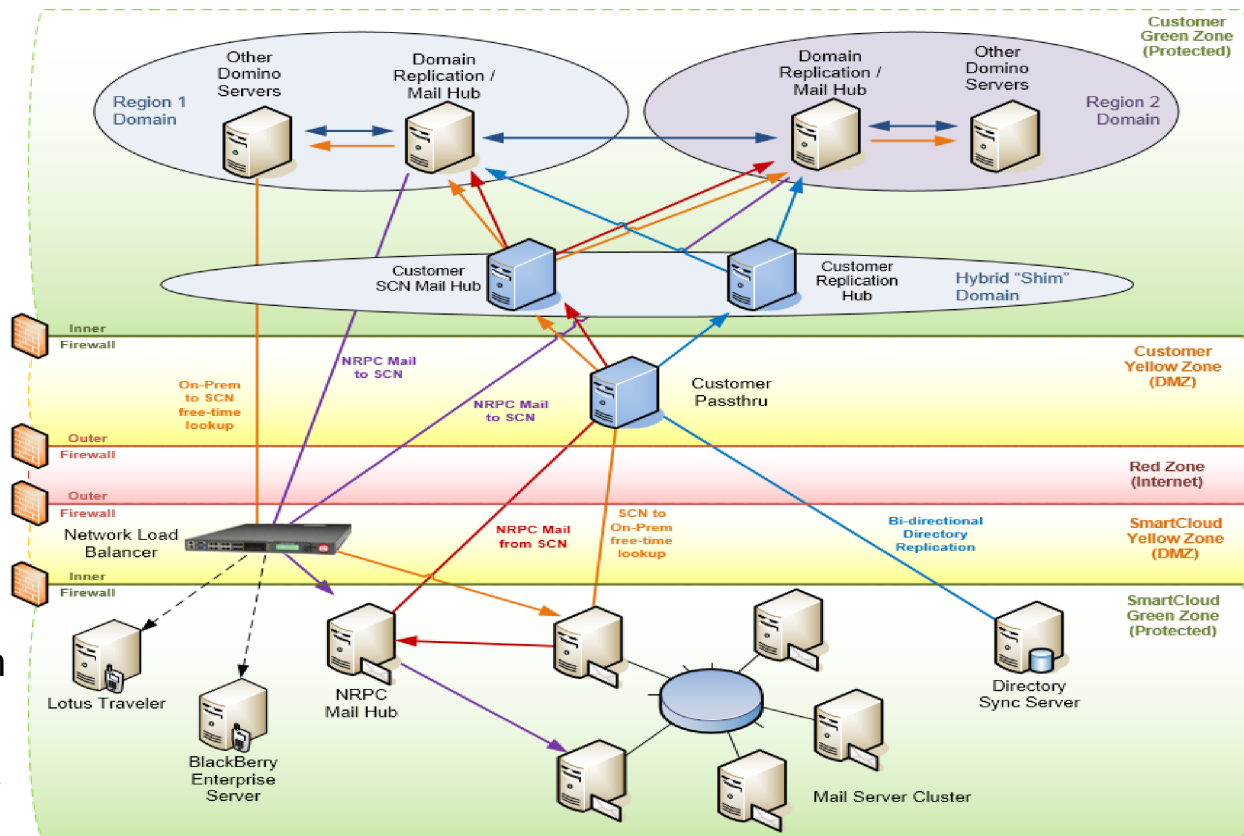 Customer
Green Zone
(Protected)
Other
Domino
Servers
Domain
Replication /
Mail Hub
Region 1
Domain
Domain
Replication /
Mail Hub
Other
Domino
Servers
Region 2
Domain
Customer
SCN Mail Hub
Customer
Replication
Hub
Hybrid “Shim”
Domain
Inner
Firewall
On-Prem
to SCN
free-time
lookup
NRPC Mail
to SCN
NRPC Mail
to SCN
Customer
Passthru
Customer
Yellow Zone
(DMZ)
Outer
Firewall
Red Zone
(Internet)
Outer
Firewall
Network Load
Balancer
NRPC Mail
from SCN
SCN to
On-Prem
free-time
lookup
Bi-directional
Directory
Replication
SmartCloud
Yellow Zone
(DMZ)
Inner
Firewall
SmartCloud
Green Zone
(Protected)
Lotus Traveler
BlackBerry
Enterprise
Server
NRPC
Mail Hub
Mail Server Cluster
Directory
Sync Server